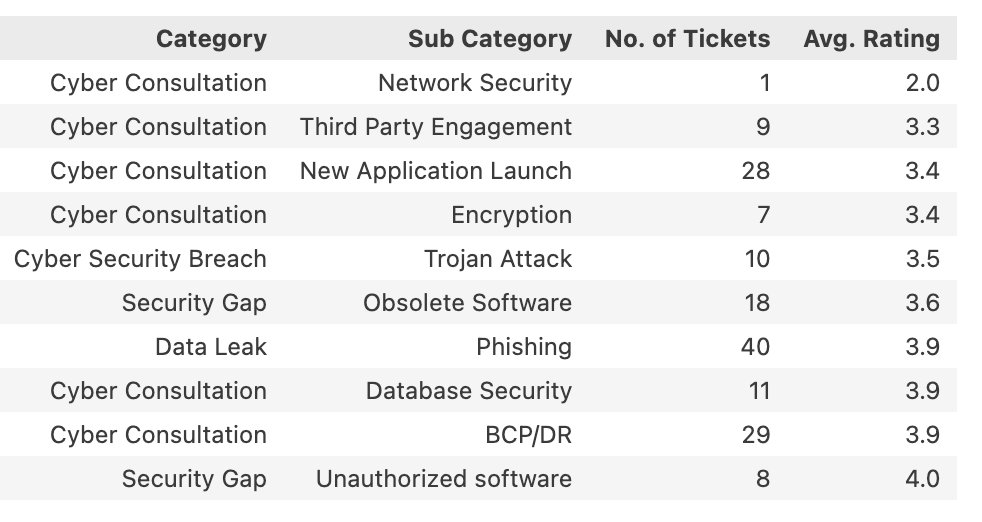 Category Sub Category No. of Tickets Avg. Rating
Cyber Consultation Network Security 1 2.0
Cyber Consultation Third Party Engagement 9 3.3
Cyber Consultation New Application Launch 28 3.4
Cyber Consultation Encryption 7 3.4
Cyber Security Breach Trojan Attack 10 3.5
Security Gap Obsolete Software 18 3.6
Data Leak Phishing 40 3.9
Cyber Consultation Database Security 11 3.9
Cyber Consultation BCP/DR 29 3.9
Security Gap Unauthorized software 8 4.0